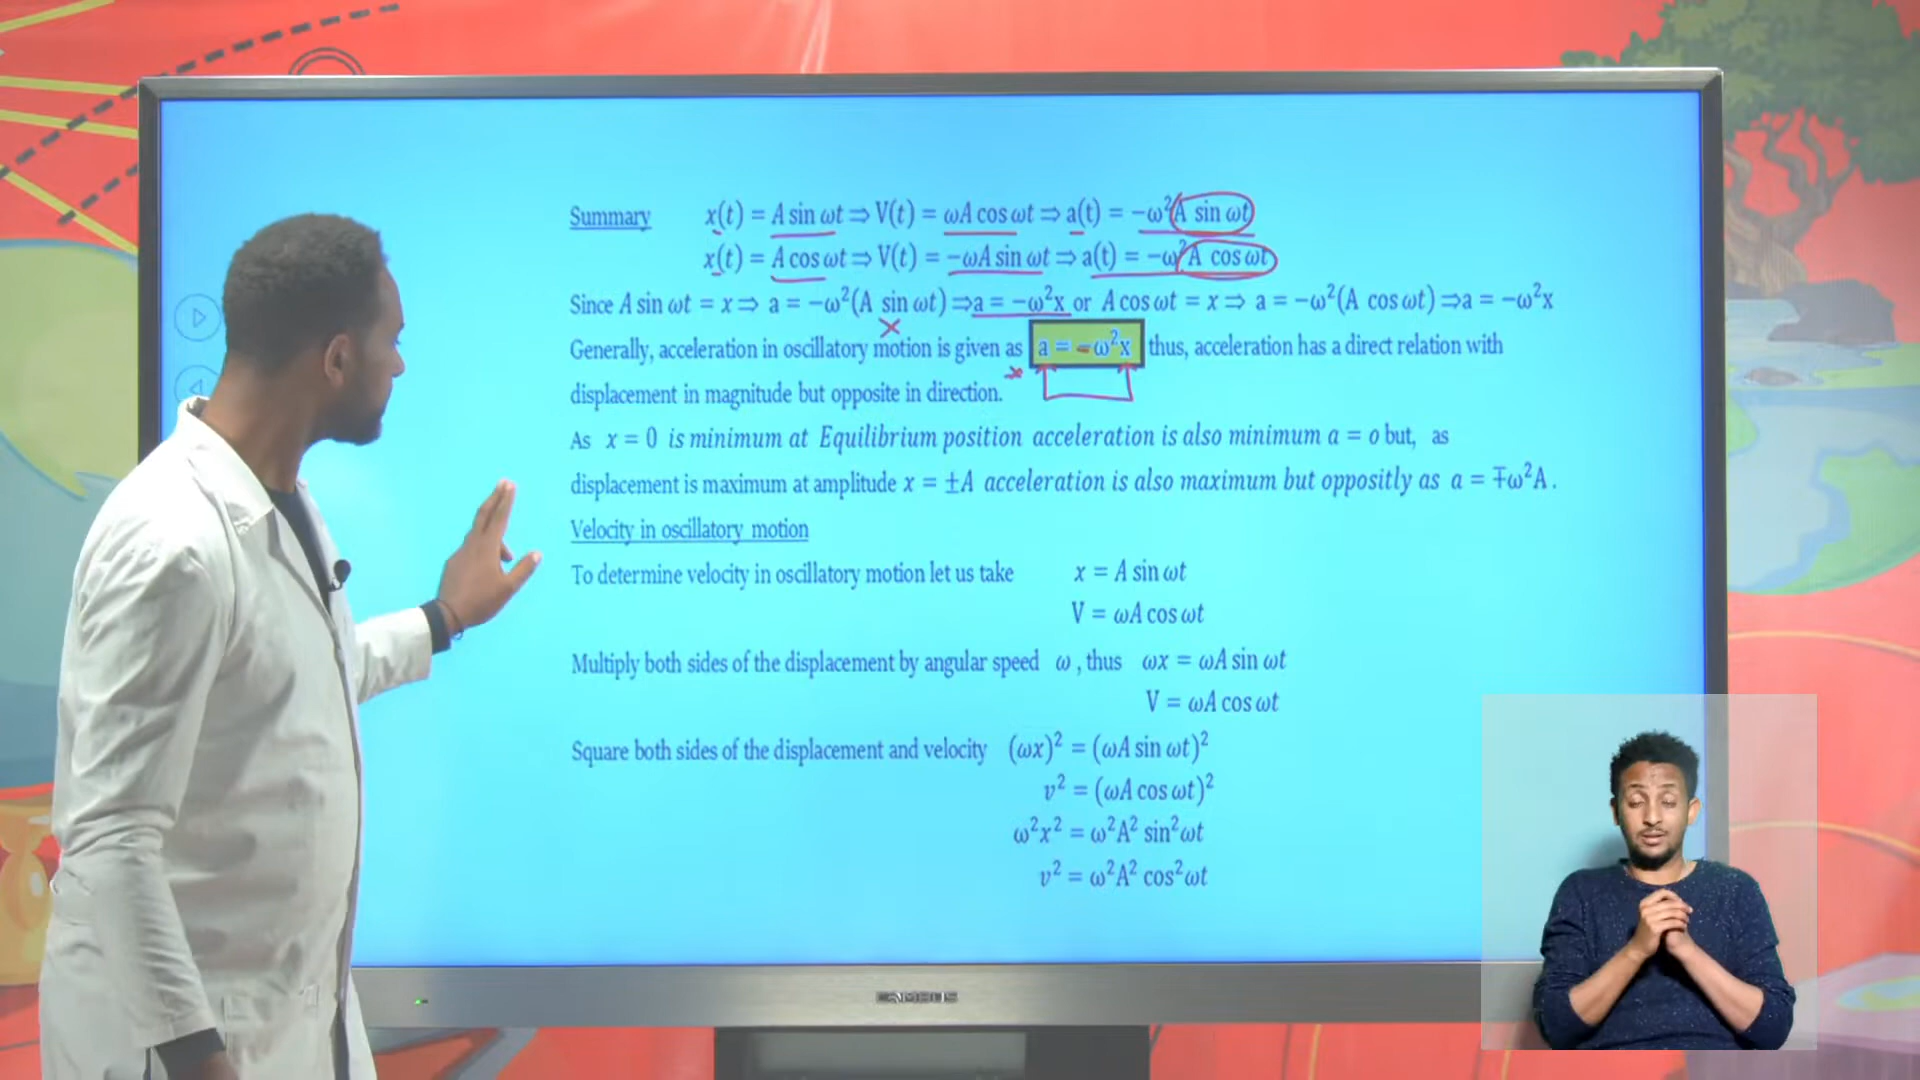 Summary x(t) = A sin ωt ⇒ V(t) = ωA cos ωt ⇒ a(t) = −ω²A sin ωt
x(t) = A cos ωt ⇒ V(t) = −ωA sin ωt ⇒ a(t) = −ω²A cos ωt
Since A sin ωt = x ⇒ a = −ω²(A sin ωt) ⇒ a = −ω²x or A cos ωt = x ⇒ a = −ω²(A cos ωt) ⇒ a = −ω²x
Generally, acceleration in oscillatory motion is given as a = −ω²x thus, acceleration has a direct relation with
displacement in magnitude but opposite in direction.
As x = 0 is minimum at Equilibrium position acceleration is also minimum a = o but, as
displacement is maximum at amplitude x = ±A acceleration is also maximum but oppositly as a = ∓ω²A.
Velocity in oscillatory motion
To determine velocity in oscillatory motion let us take x = A sin ωt
V = ωA cos ωt
Multiply both sides of the displacement by angular speed ω , thus ωx = ωA sin ωt
V = ωA cos ωt
Square both sides of the displacement and velocity (ωx)² = (ωA sin ωt)²
v² = (ωA cos ωt)²
ω²x² = ω²A² sin²ωt
v² = ω²A² cos²ωt